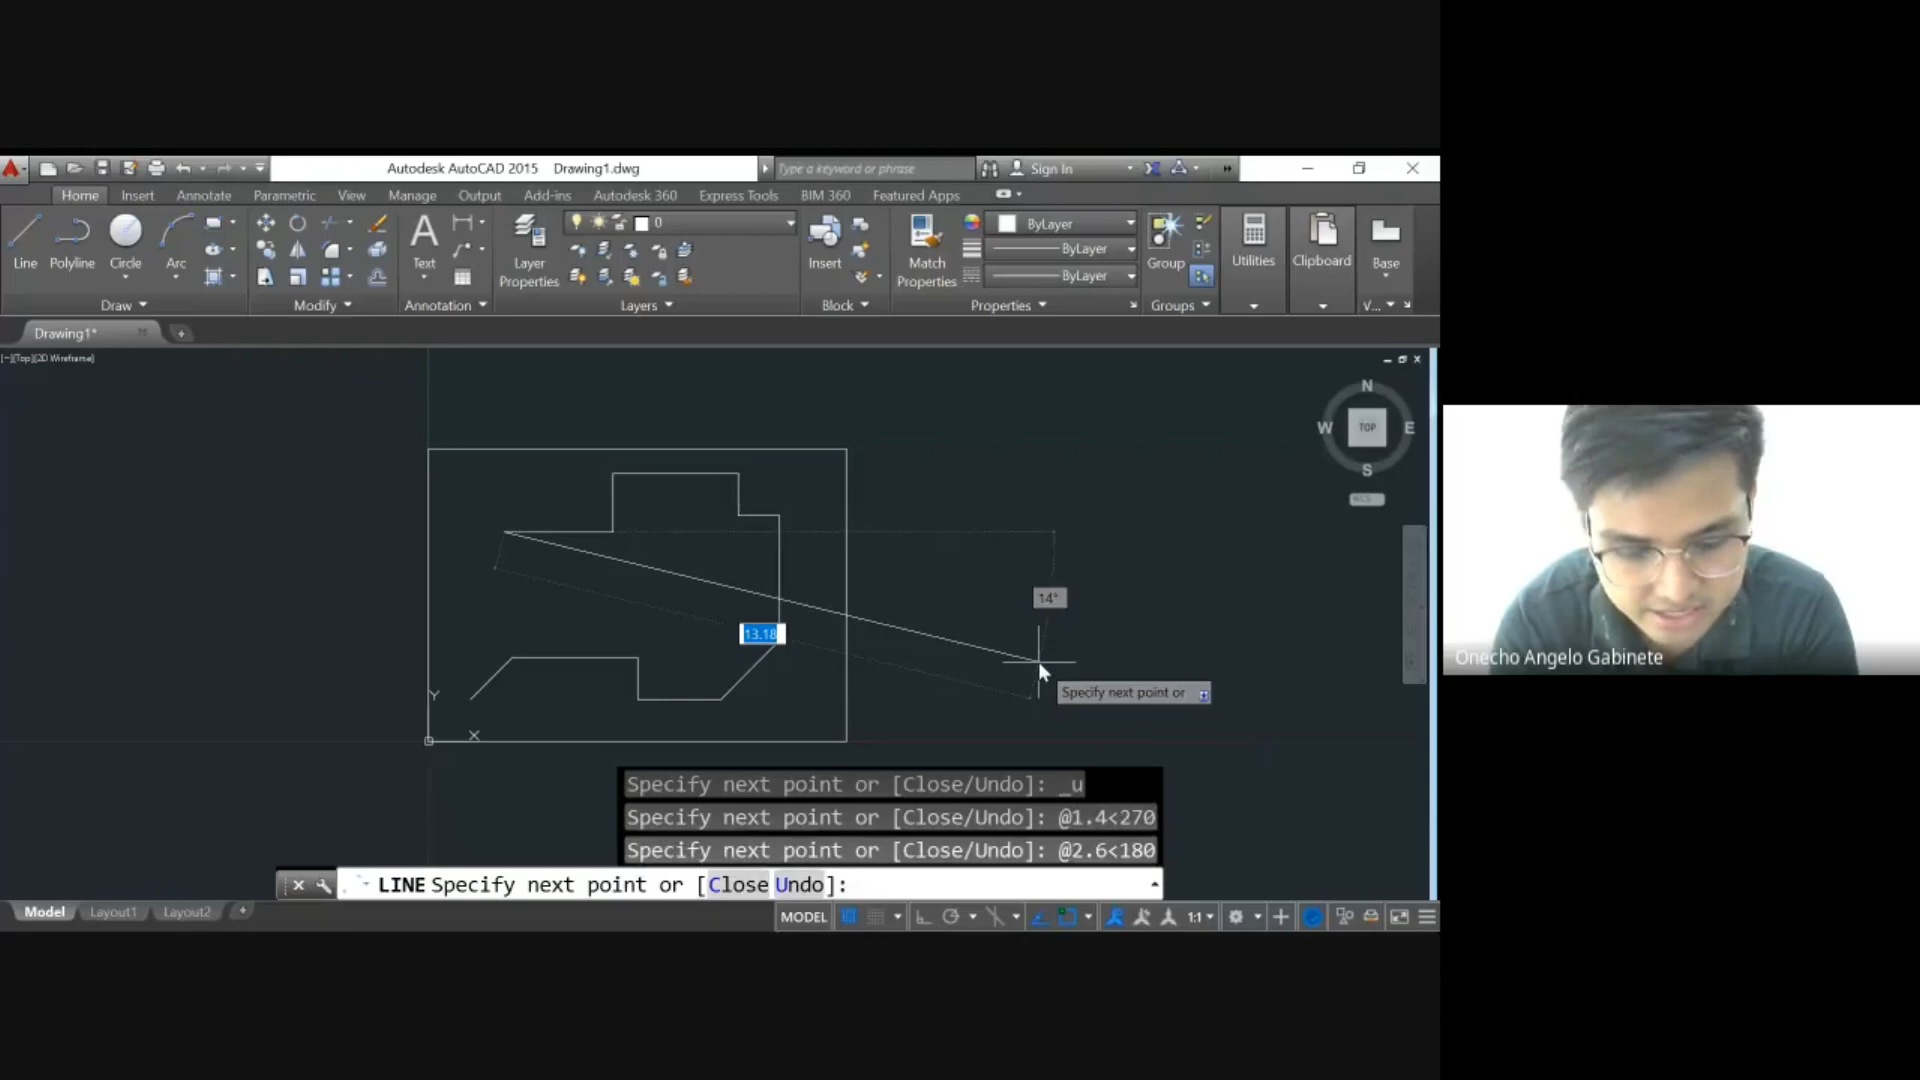 Autodesk AutoCAD 2015 Drawing1.dwg
Type a keyword or phrase
Sign In
Home Insert Annotate Parametric View Manage Output Add-ins Autodesk 360 Express Tools BIM 360 Featured Apps
Line Polyline Circle Arc
Text
Layer Properties
0
Insert
Match Properties
ByLayer
ByLayer
ByLayer
Group
Utilities
Clipboard
Base
Draw Modify Annotation Layers Block Properties Groups V...
Drawing1*
[−][Top][2D Wireframe]
N
W TOP E
S
WCS
14°
13.18
Specify next point or
Y
X
Onecho Angelo Gabinete
Specify next point or [Close/Undo]: _u
Specify next point or [Close/Undo]: @1.4<270
Specify next point or [Close/Undo]: @2.6<180
LINE Specify next point or [Close Undo]:
Model Layout1 Layout2 +
MODEL 1:1